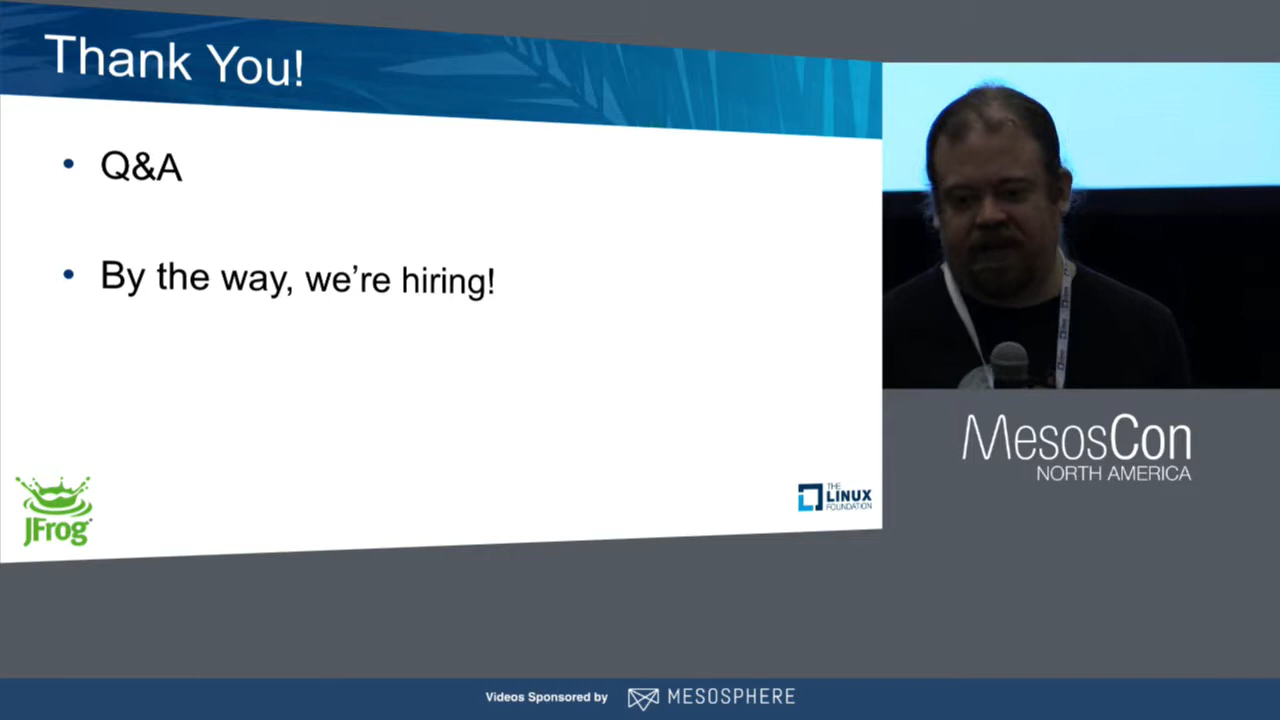 Thank You!
• Q&A
• By the way, we're hiring!
JFrog
THE
LINUX
FOUNDATION
MesosCon
NORTH AMERICA
Videos Sponsored by MESOSPHERE